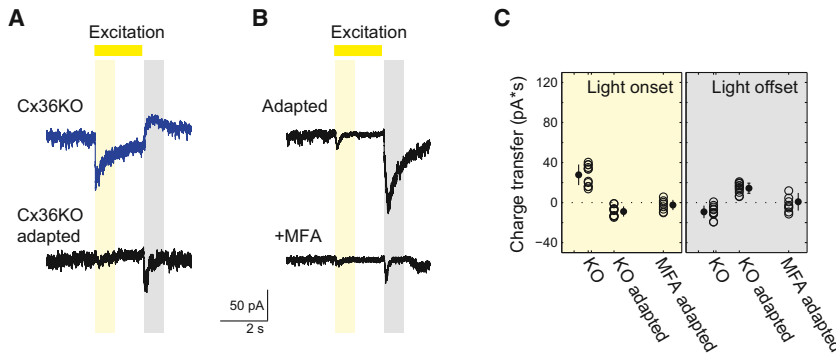 A
Excitation
Cx36KO
Cx36KO
adapted
50 pA
2 s
B
Excitation
Adapted
+MFA
C
Charge transfer (pA*s)
120
80
40
0
−40
Light onset
Light offset
KO
KO adapted
MFA adapted
KO
KO adapted
MFA adapted